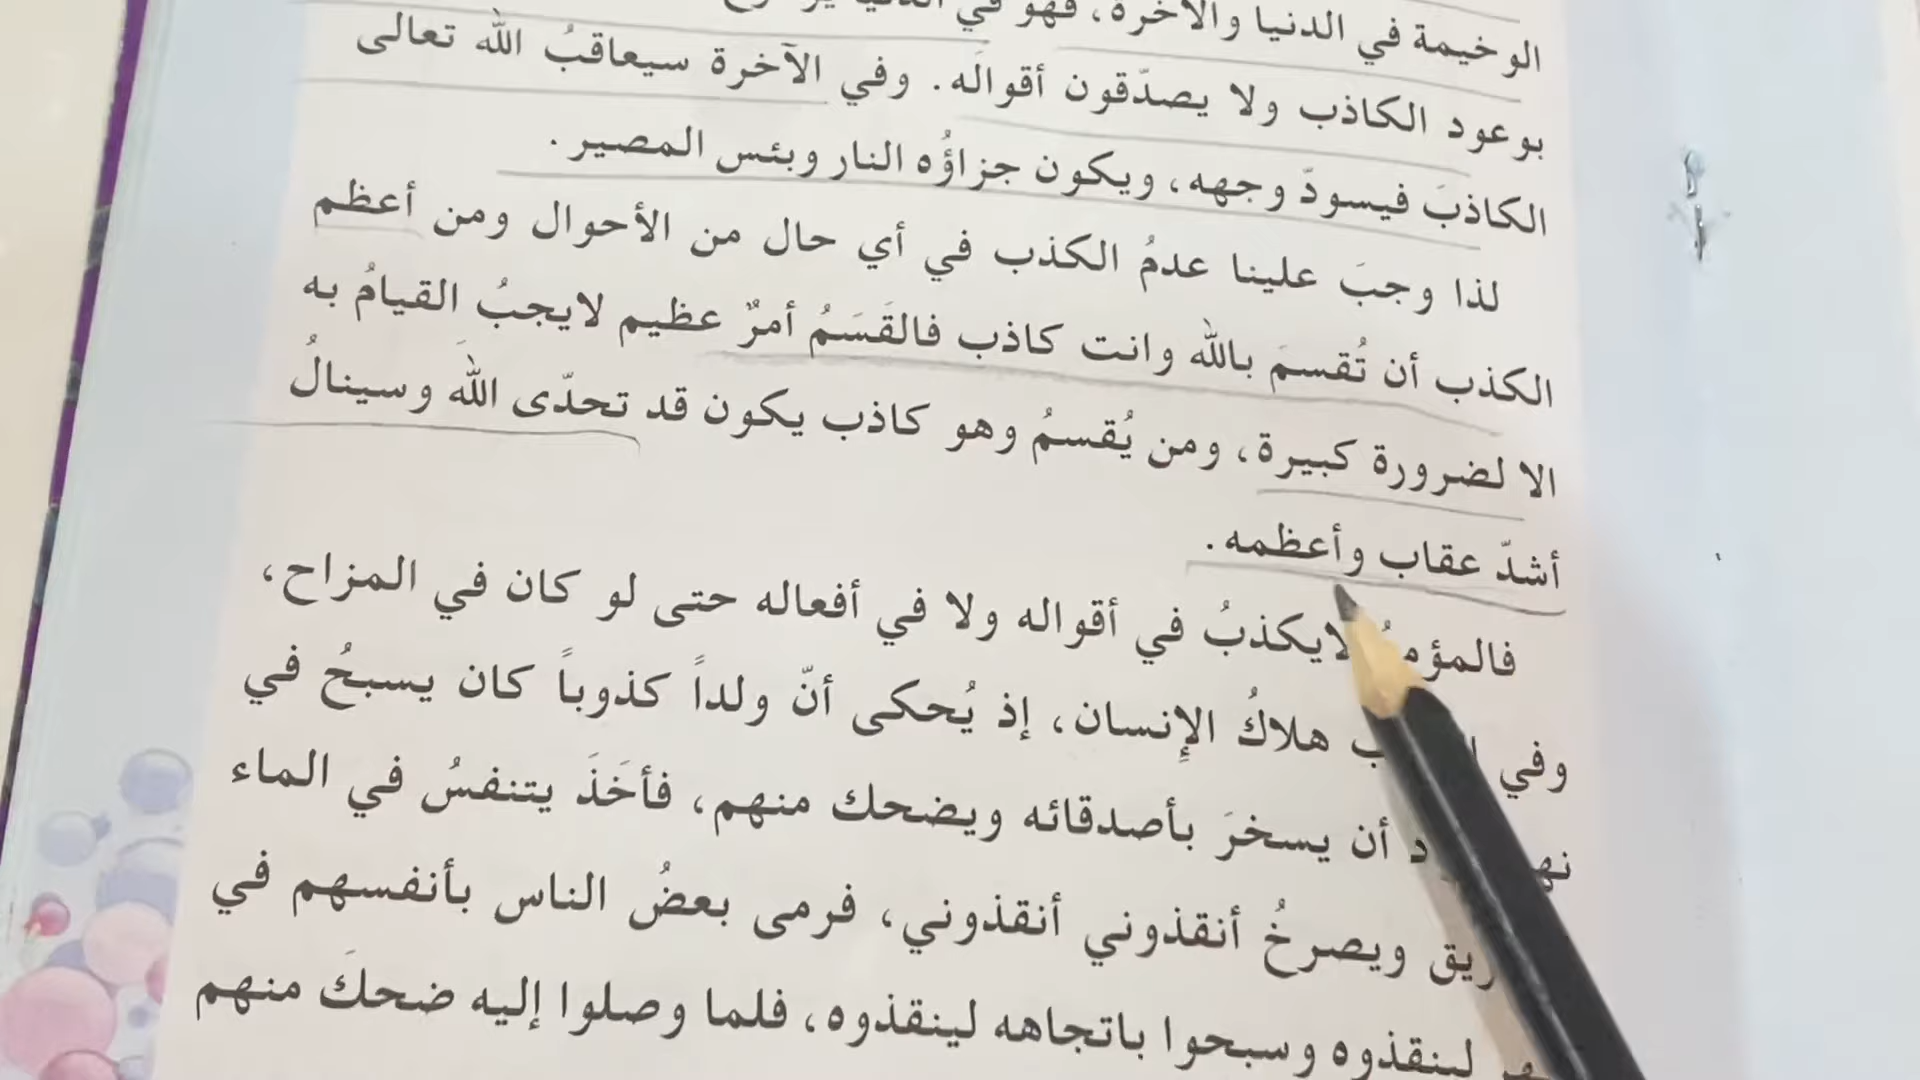 الوخيمة في الدنيا والآخرة، فهو في الدنيا
بوعود الكاذب ولا يصدّقون أقوالَه. وفي الآخرة سيعاقبُ الله تعالى
الكاذبَ فيسودّ وجهه، ويكون جزاؤُه النار وبئس المصير.
لذا وجبَ علينا عدمُ الكذب في أي حال من الأحوال ومن أعظم
الكذب أن تُقسمَ بالله وانت كاذب فالقَسَمُ أمرٌ عظيم لايجبُ القيامُ به
الا لضرورة كبيرة، ومن يُقسمُ وهو كاذب يكون قد تحدّى اللهَ وسينالُ
أشدّ عقاب وأعظمه.
لايكذبُ في أقواله ولا في أفعاله حتى لو كان في المزاح،
وفي هلاكُ الإِنسان، إذ يُحكى أنّ ولداً كذوباً كان يسبحُ في
أن يسخرَ بأصدقائه ويضحك منهم، فأخَذَ يتنفسُ في الماء
ويصرخُ أنقذوني أنقذوني، فرمى بعضُ الناس بأنفسهم في
لينقذوه وسبحوا باتجاهه لينقذوه، فلما وصلوا إليه ضحكَ منهم